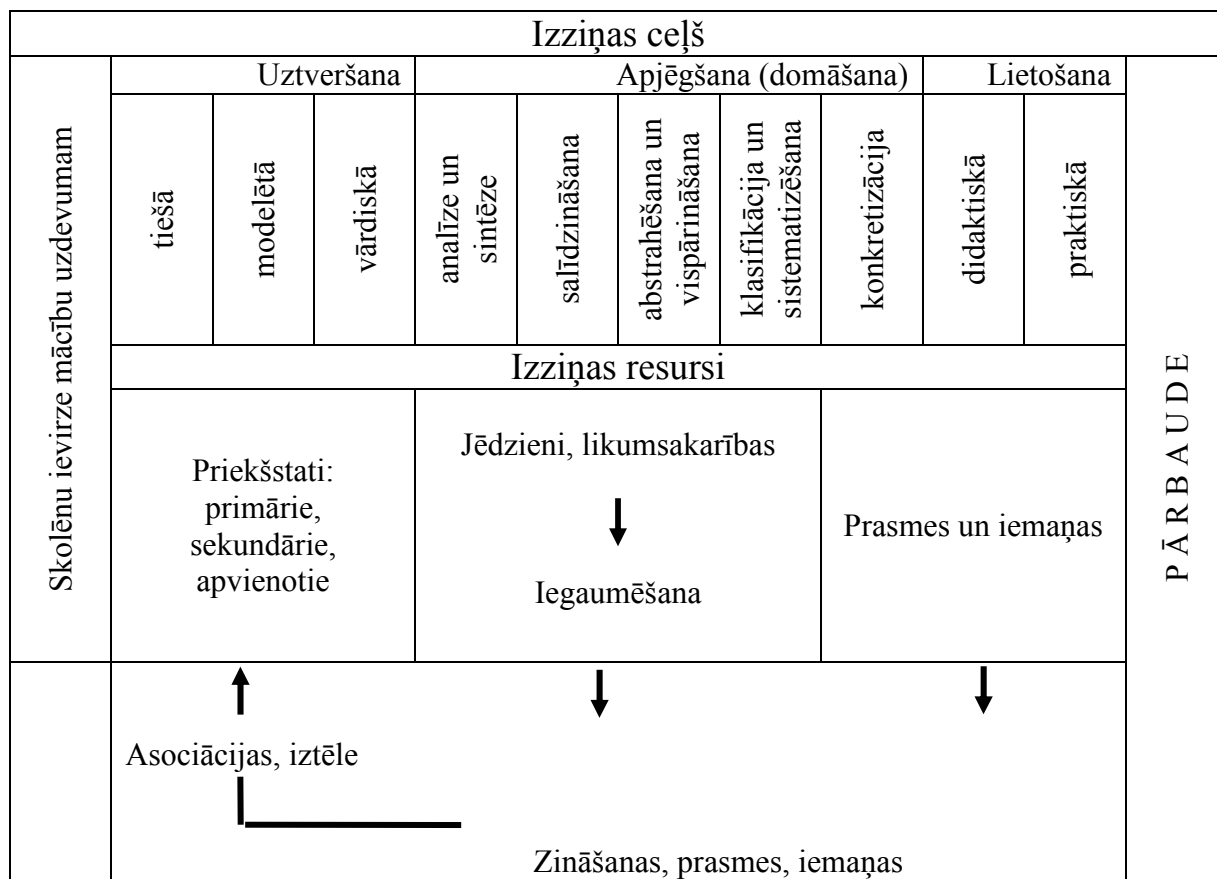 Izziņas ceļš
Skolēnu ievirze mācību uzdevumam
Uztveršana
Apjēgšana (domāšana)
Lietošana
tiešā
modelētā
vārdiskā
analīze un
sintēze
salīdzināšana
abstrahēšana un
vispārināšana
klasifikācija un
sistematizēšana
konkretizācija
didaktiskā
praktiskā
PĀRBAUDE
Izziņas resursi
Priekšstati:
primārie,
sekundārie,
apvienotie
Jēdzieni, likumsakarības
Iegaumēšana
Prasmes un iemaņas
Asociācijas, iztēle
Zināšanas, prasmes, iemaņas